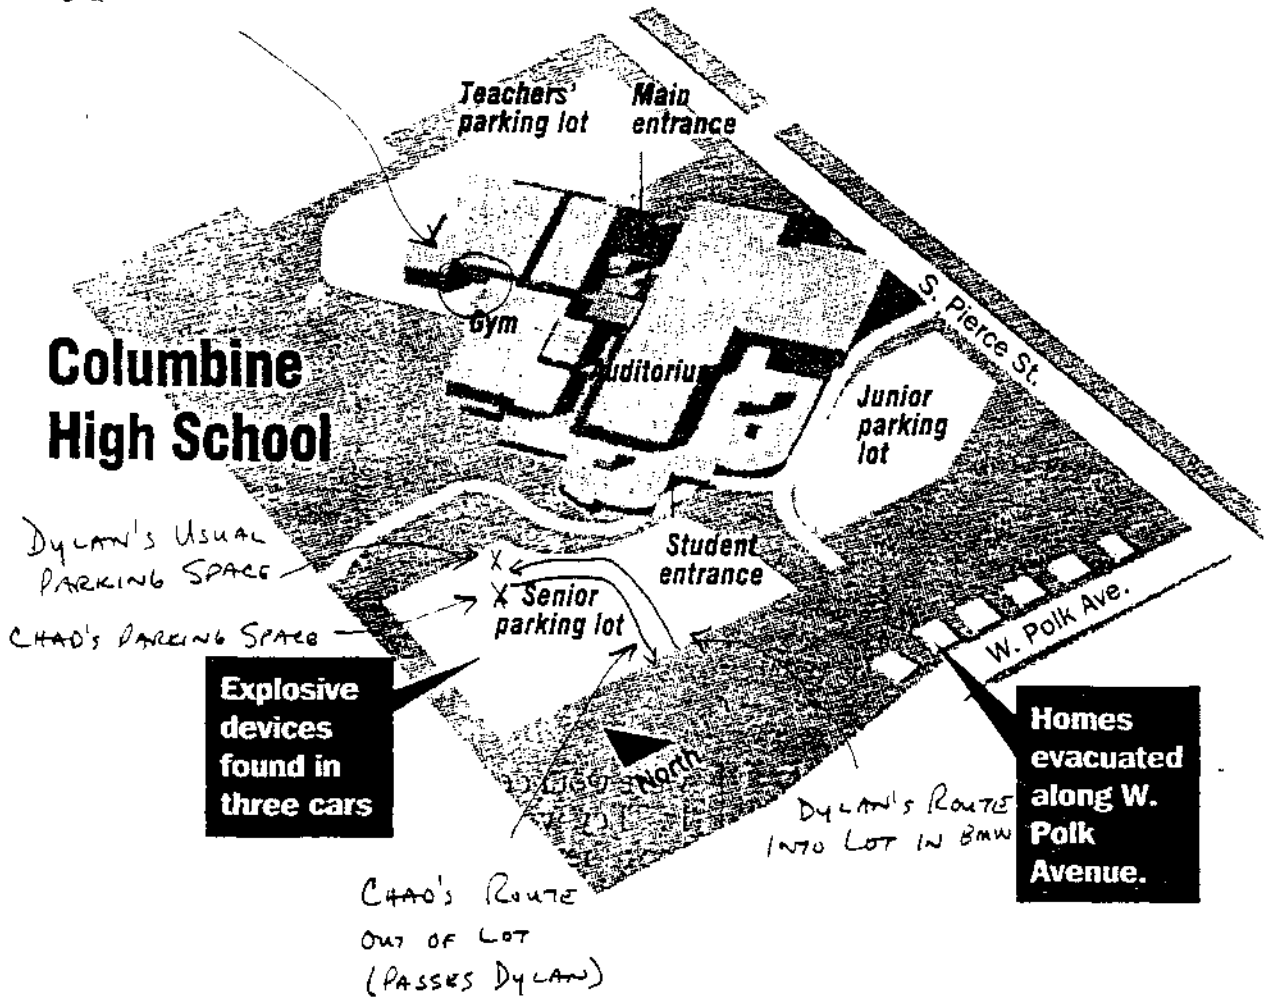 Teachers'
parking lot
Main
entrance
S. Pierce St.
Gym
Auditorium
Columbine
High School
Junior
parking
lot
DYLAN'S USUAL
PARKING SPACE
CHAD'S PARKING SPACE
X
X
Student
entrance
Senior
parking lot
W. Polk Ave.
Explosive
devices
found in
three cars
North
Homes
evacuated
along W.
Polk
Avenue.
DYLAN'S ROUTE
INTO LOT IN BMW
CHAD'S ROUTE
OUT OF LOT
(PASSES DYLAN)